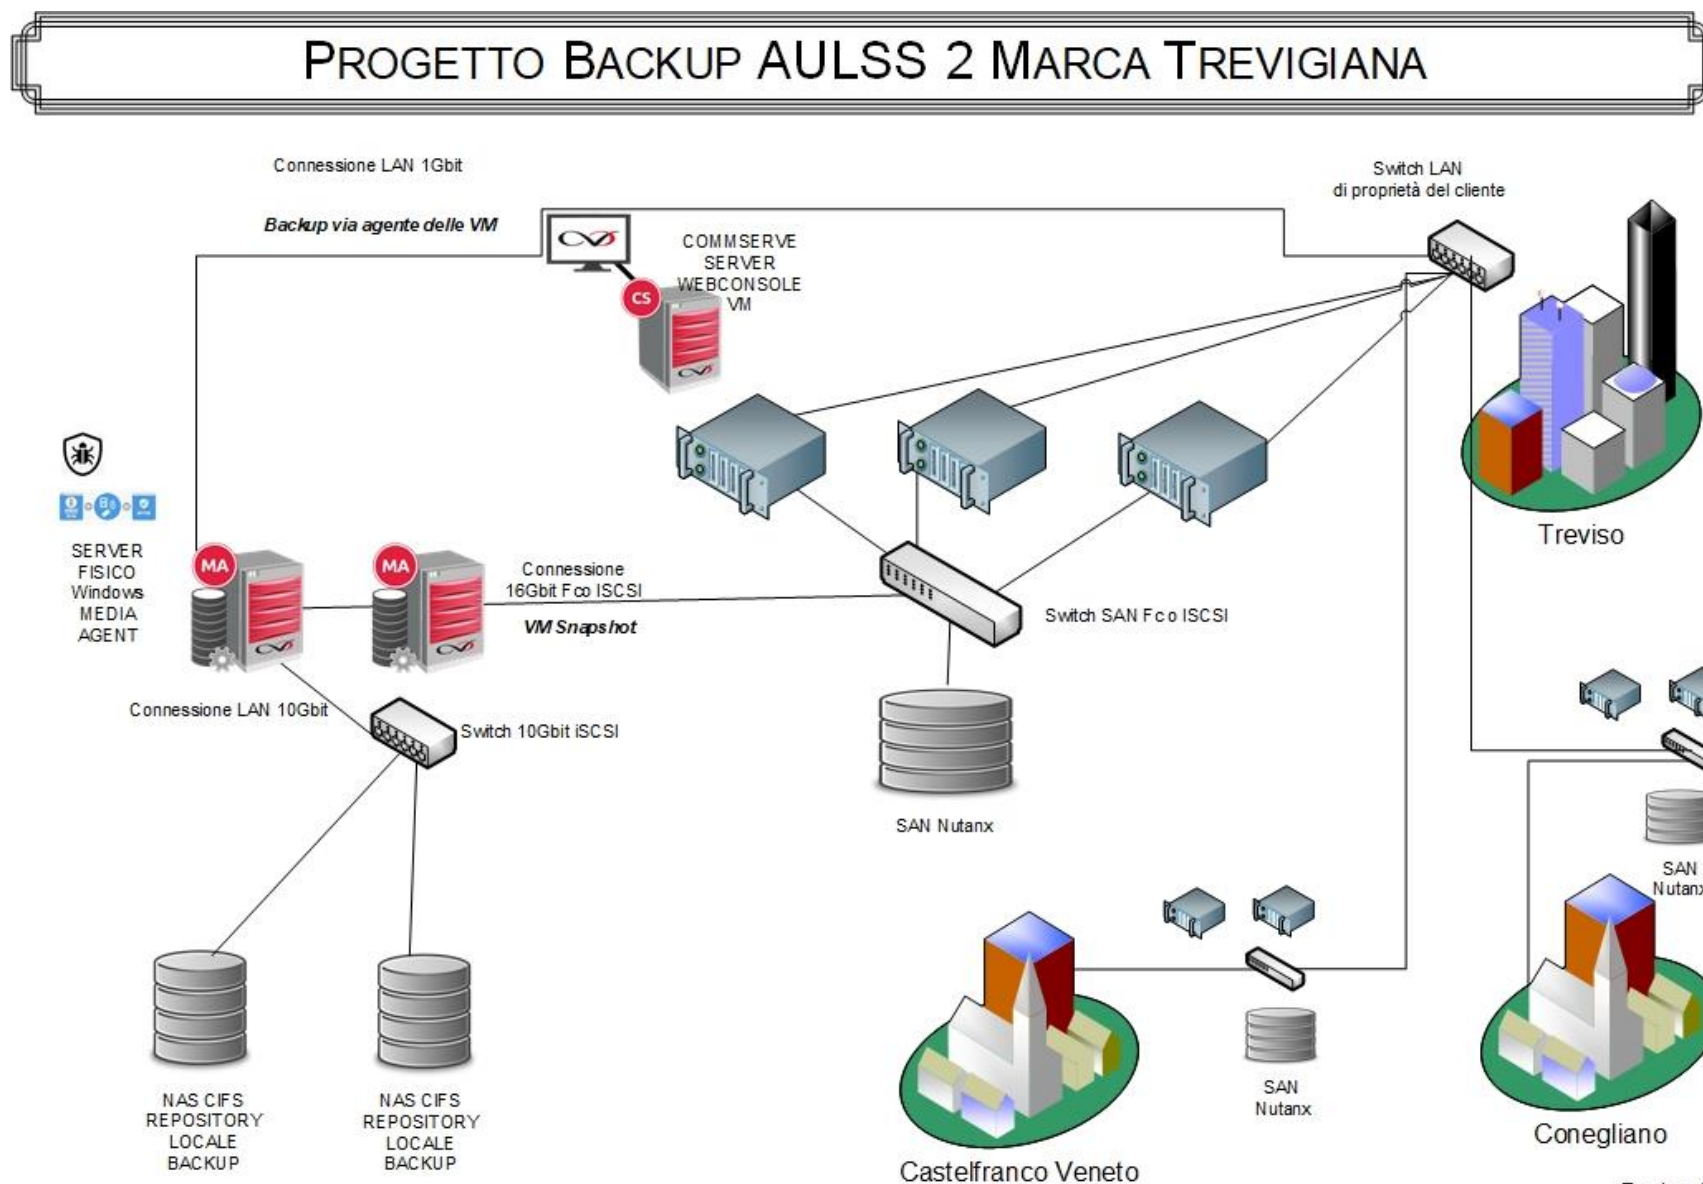 PROGETTO BACKUP AULSS 2 MARCA TREVIGIANA
Connessione LAN 1Gbit
Switch LAN
di proprietà del cliente
Backup via agente delle VM
COMMSERVE
SERVER
WEBCONSOLE
VM
CS
Treviso
SERVER
FISICO
Windows
MEDIA
AGENT
MA
MA
Connessione
16Gbit Fco ISCSI
VM Snapshot
Switch SAN Fco ISCSI
Connessione LAN 10Gbit
Switch 10Gbit iSCSI
SAN Nutanx
SAN
Nutanx
SAN
Nutanx
NAS CIFS
REPOSITORY
LOCALE
BACKUP
NAS CIFS
REPOSITORY
LOCALE
BACKUP
Conegliano
Castelfranco Veneto